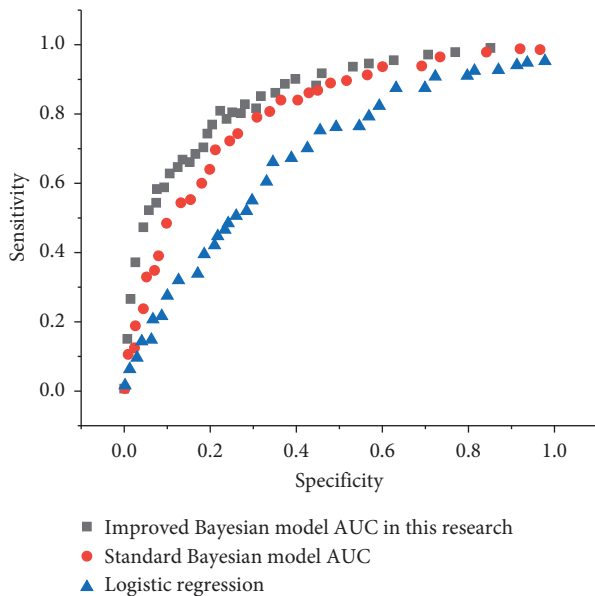 1.0
0.8
0.6
0.4
0.2
0.0
Sensitivity
0.0 0.2 0.4 0.6 0.8 1.0
Specificity
Improved Bayesian model AUC in this research
Standard Bayesian model AUC
Logistic regression